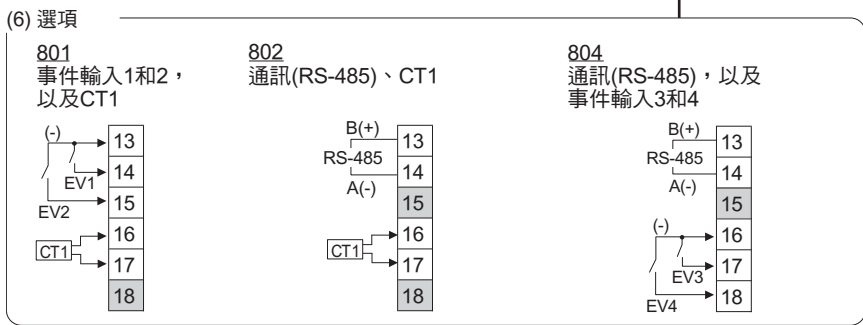 (6) 選項
801
事件輸入1和2,
以及CT1
(-)
EV1
EV2
CT1
13
14
15
16
17
18
802
通訊(RS-485)、CT1
B(+)
RS-485
A(-)
CT1
13
14
15
16
17
18
804
通訊(RS-485),以及
事件輸入3和4
B(+)
RS-485
A(-)
(-)
EV3
EV4
13
14
15
16
17
18